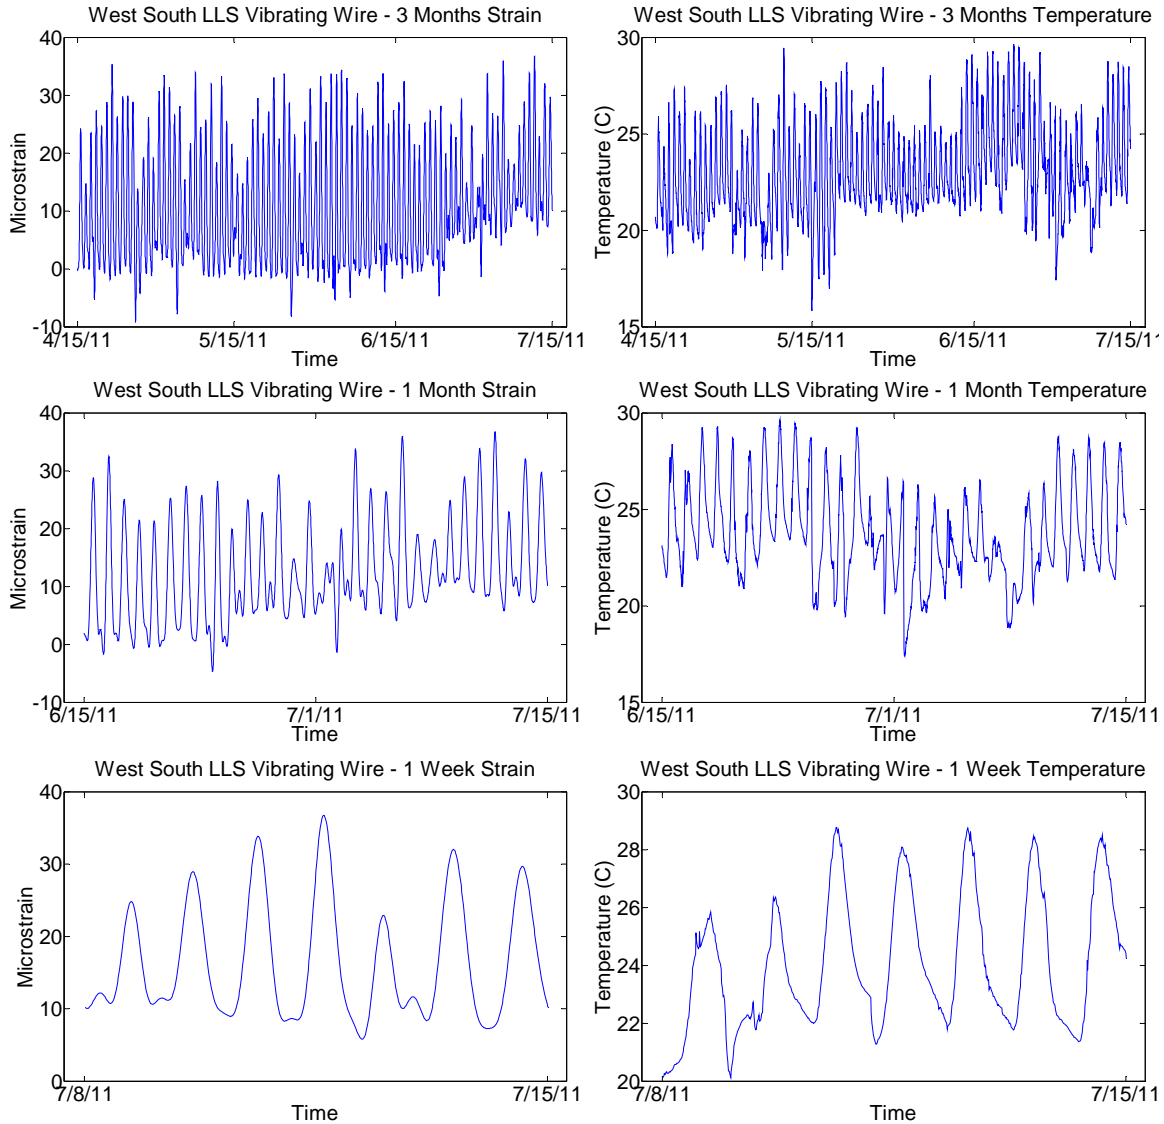 West South LLS Vibrating Wire - 3 Months Strain
40
30
20
10
0
-10
Microstrain
4/15/11 5/15/11 6/15/11 7/15/11
Time
West South LLS Vibrating Wire - 3 Months Temperature
30
25
20
15
Temperature (C)
4/15/11 5/15/11 6/15/11 7/15/11
Time
West South LLS Vibrating Wire - 1 Month Strain
40
30
20
10
0
-10
Microstrain
6/15/11 7/1/11 7/15/11
Time
West South LLS Vibrating Wire - 1 Month Temperature
30
25
20
15
Temperature (C)
6/15/11 7/1/11 7/15/11
Time
West South LLS Vibrating Wire - 1 Week Strain
40
30
20
10
0
Microstrain
7/8/11 7/15/11
Time
West South LLS Vibrating Wire - 1 Week Temperature
30
28
26
24
22
20
Temperature (C)
7/8/11 7/15/11
Time